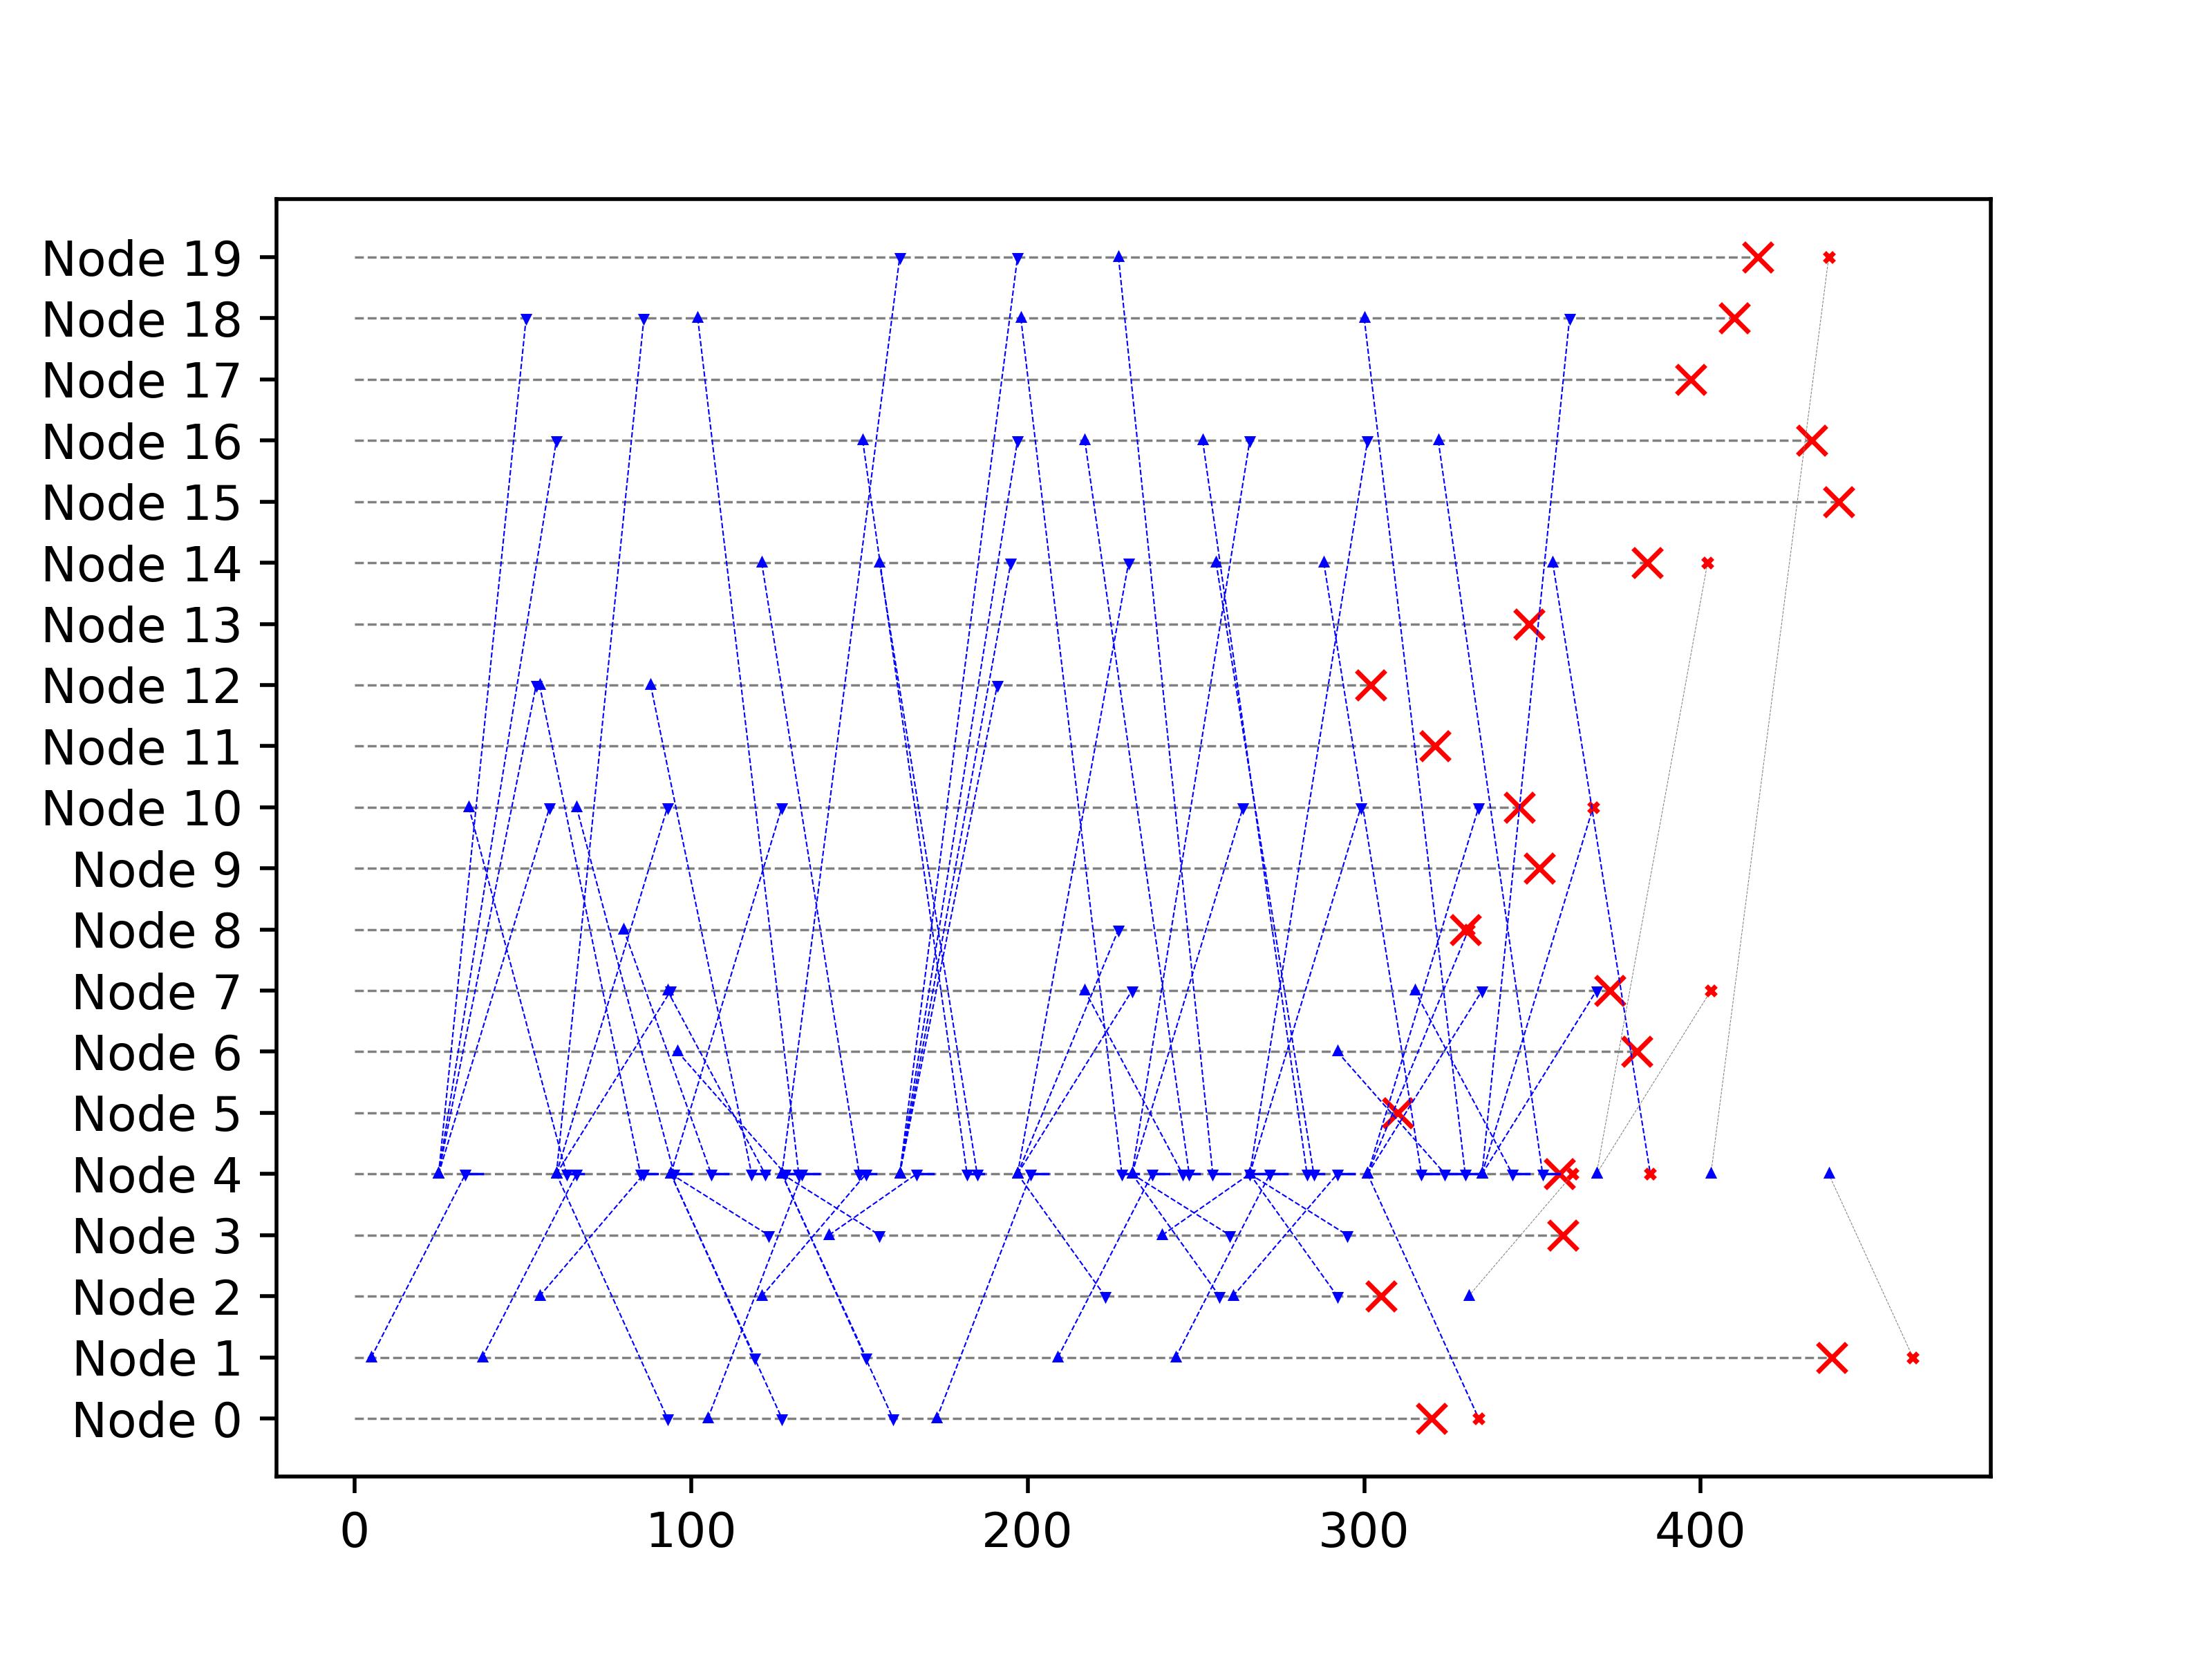 Node 19
Node 18
Node 17
Node 16
Node 15
Node 14
Node 13
Node 12
Node 11
Node 10
Node 9
Node 8
Node 7
Node 6
Node 5
Node 4
Node 3
Node 2
Node 1
Node 0
0 100 200 300 400